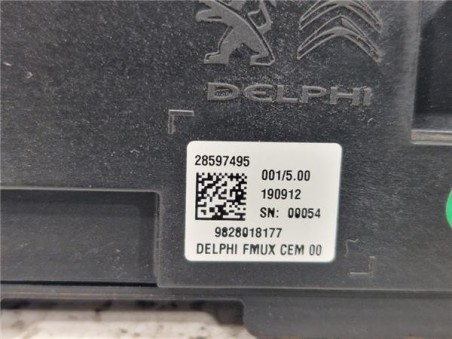 DELPHI
28597495
001/5.00
190912
SN: 00054
9828018177
DELPHI FMUX CEM 00